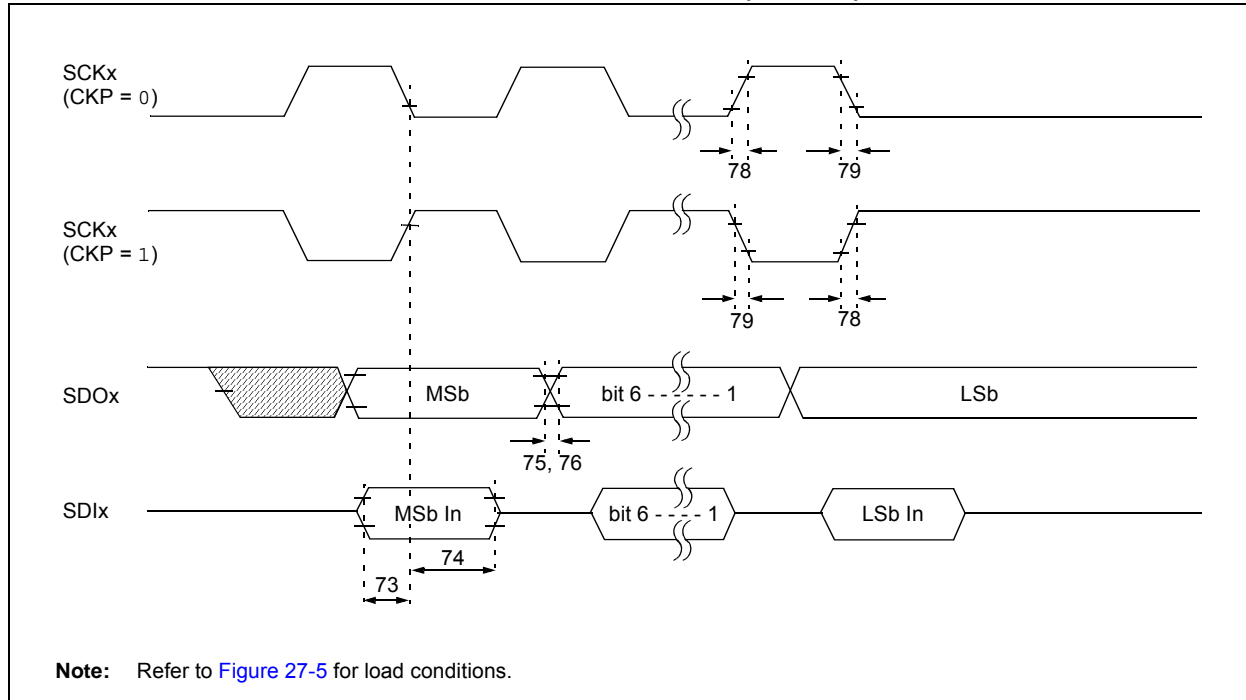 SCKx
(CKP = 0)
78
79
SCKx
(CKP = 1)
79
78
SDOx
MSb
bit 6 - - - - - - 1
LSb
75, 76
SDIx
MSb In
bit 6 - - - - - 1
LSb In
74
73
Note: Refer to Figure 27-5 for load conditions.